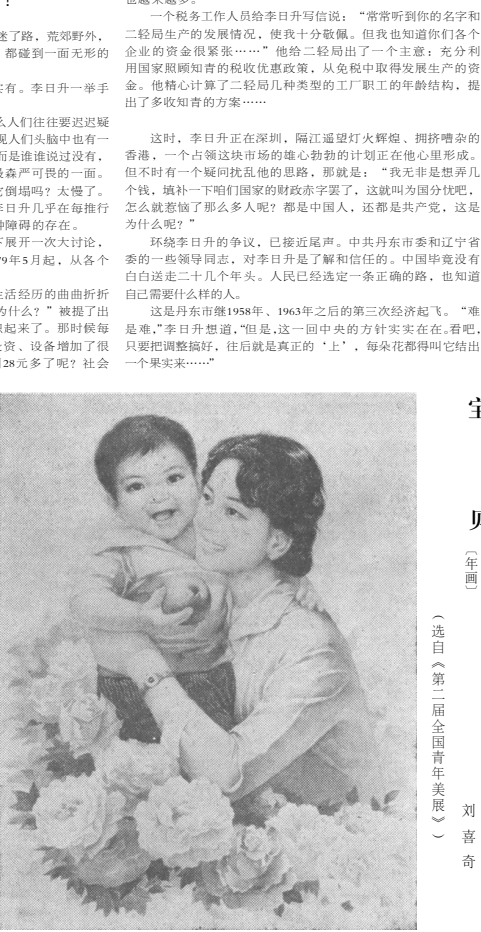 迷了路，荒郊野外，
都碰到一面无形的
实有。李日升一举手
么人们往往要迟迟疑
现人们头脑中也有一
而是谁谁说过没有，
最森严可畏的一面。
它倒塌吗？太慢了。
李日升几乎在每推行
种障碍的存在。
下展开一次大讨论，
79年5月起，从各个
生活经历的曲曲折折
为什么？”被提了出
想起来了。那时候每
投资、设备增加了很
28元多了呢？社会
也越来越多。
一个税务工作人员给李日升写信说：“常常听到你的名字和
二轻局生产的发展情况，使我十分敬佩。但我也知道你们各个
企业的资金很紧张……”他给二轻局出了一个主意：充分利
用国家照顾知青的税收优惠政策，从免税中取得发展生产的资
金。他精心计算了二轻局几种类型的工厂职工的年龄结构，提
出了多收知青的方案……
这时，李日升正在深圳，隔江遥望灯火辉煌、拥挤嘈杂的
香港，一个占领这块市场的雄心勃勃的计划正在他心里形成。
但不时有一个疑问扰乱他的思路，那就是：“我无非是想弄几
个钱，填补一下咱们国家的财政赤字罢了，这就叫为国分忧吧，
怎么就惹恼了那么多人呢？都是中国人，还都是共产党，这是
为什么呢？”
环绕李日升的争议，已接近尾声。中共丹东市委和辽宁省
委的一些领导同志，对李日升是了解和信任的。中国毕竟没有
白白送走二十几个年头。人民已经选定一条正确的路，也知道
自己需要什么样的人。
这是丹东市继1958年、1963年之后的第三次经济起飞。“难
是难，”李日升想道，“但是，这一回中央的方针实实在在。看吧，
只要把调整搞好，往后就是真正的‘上’，每朵花都得叫它结出
一个果实来……”
〔年画〕
（选自《第二届全国青年美展》）
刘喜奇